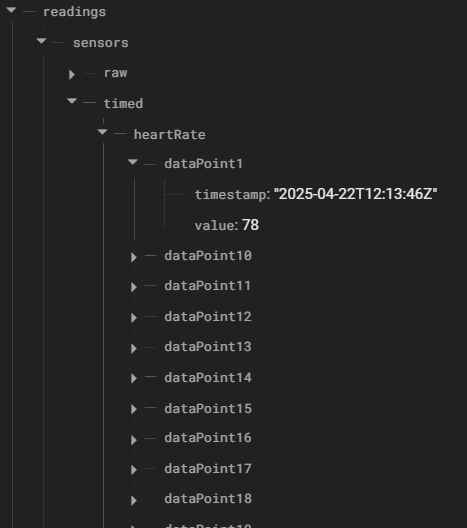 readings
sensors
raw
timed
heartRate
dataPoint1
timestamp: "2025-04-22T12:13:46Z"
value: 78
dataPoint10
dataPoint11
dataPoint12
dataPoint13
dataPoint14
dataPoint15
dataPoint16
dataPoint17
dataPoint18